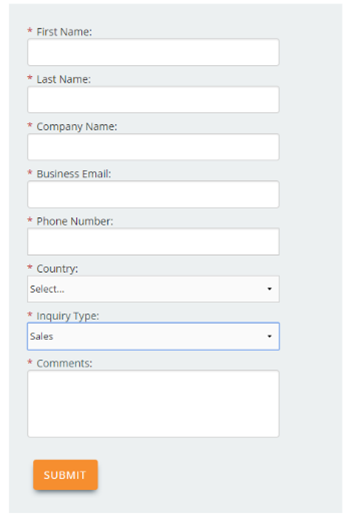 * First Name:
* Last Name:
* Company Name:
* Business Email:
* Phone Number:
* Country:
Select...
* Inquiry Type:
Sales
* Comments:
SUBMIT